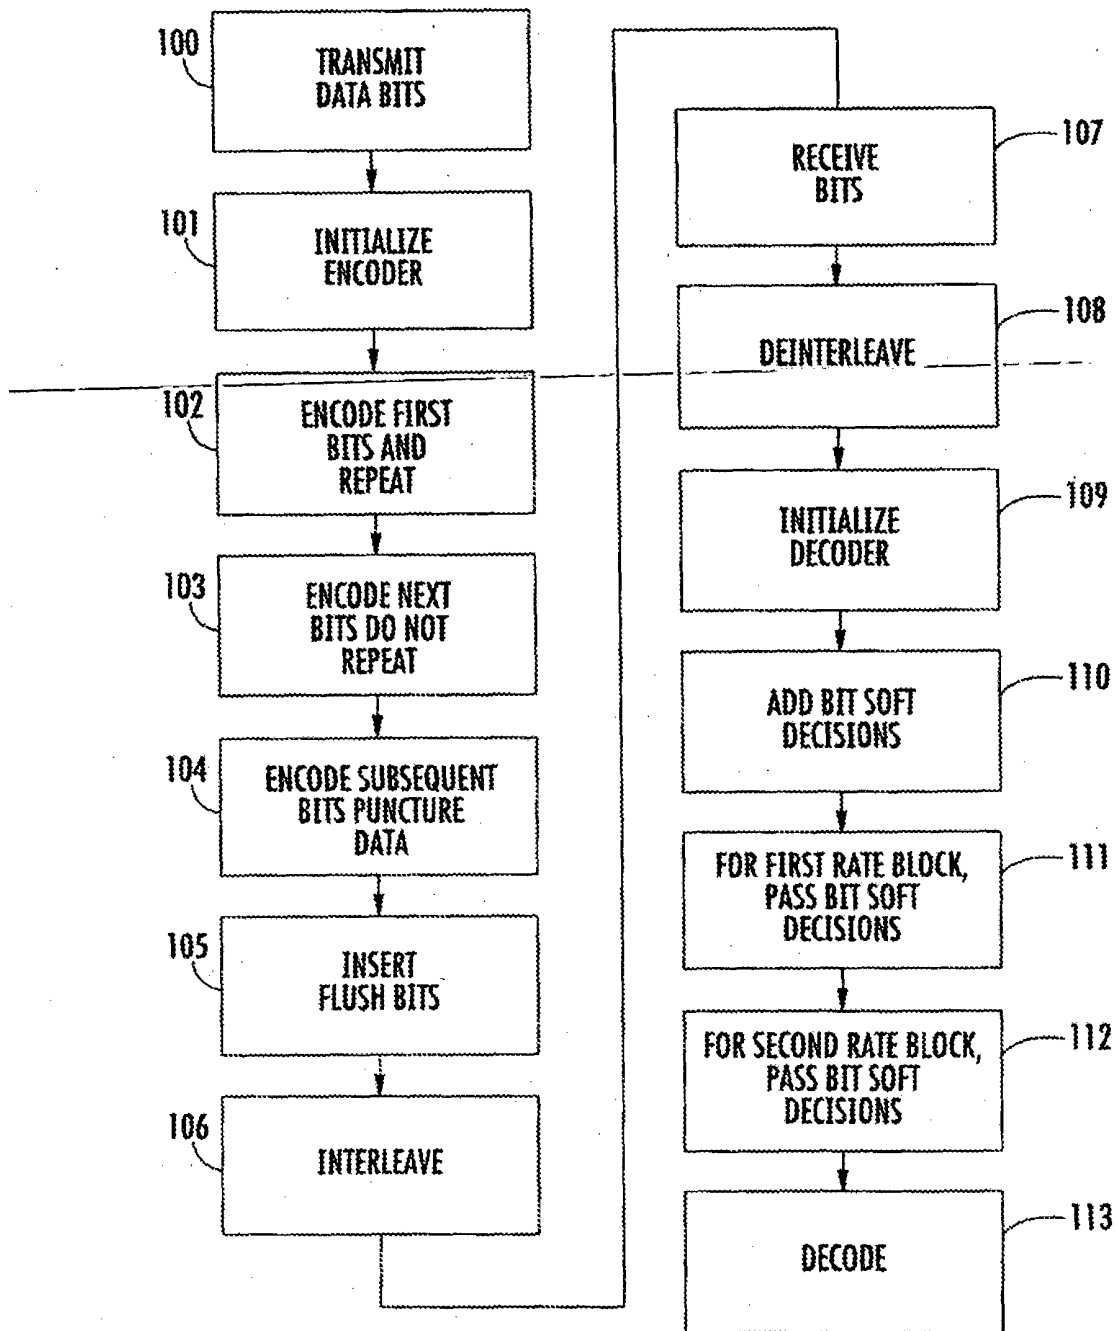 100
TRANSMIT
DATA BITS
101
INITIALIZE
ENCODER
102
ENCODE FIRST
BITS AND
REPEAT
103
ENCODE NEXT
BITS DO NOT
REPEAT
104
ENCODE SUBSEQUENT
BITS PUNCTURE
DATA
105
INSERT
FLUSH BITS
106
INTERLEAVE
107
RECEIVE
BITS
108
DEINTERLEAVE
109
INITIALIZE
DECODER
110
ADD BIT SOFT
DECISIONS
111
FOR FIRST RATE BLOCK,
PASS BIT SOFT
DECISIONS
112
FOR SECOND RATE BLOCK,
PASS BIT SOFT
DECISIONS
113
DECODE